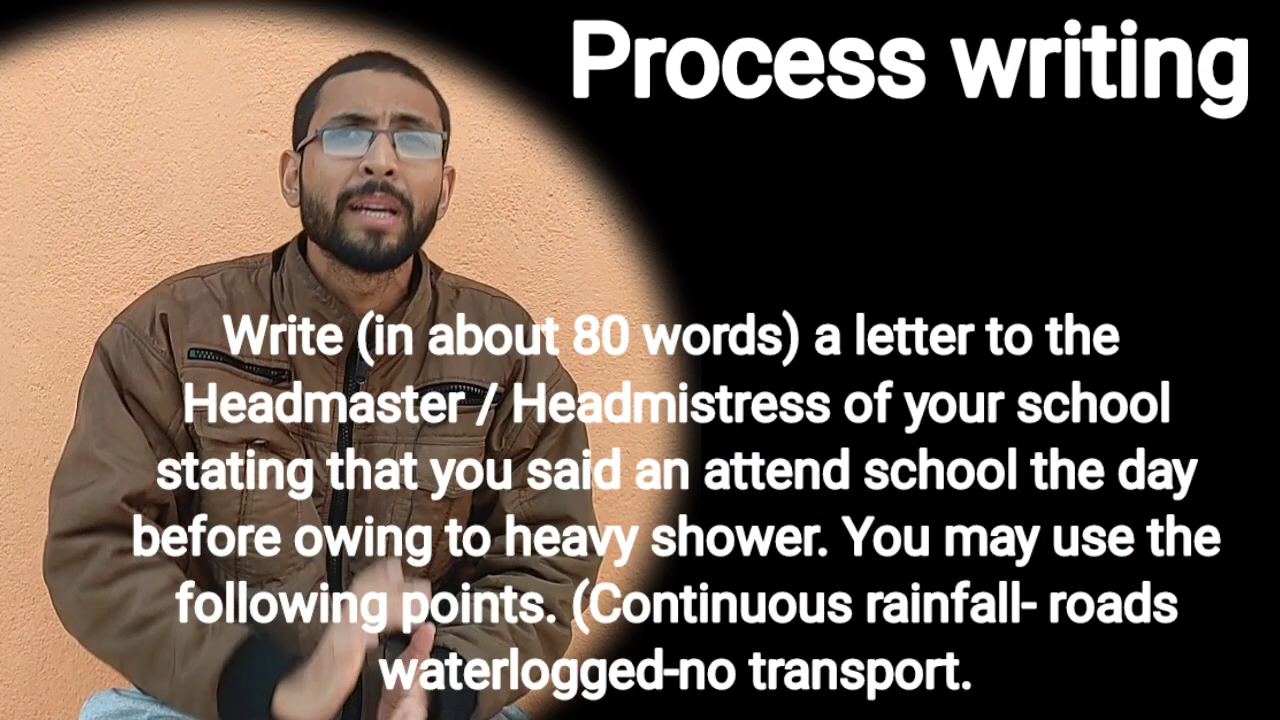 Process writing
Write (in about 80 words) a letter to the
Headmaster / Headmistress of your school
stating that you said an attend school the day
before owing to heavy shower. You may use the
following points. (Continuous rainfall- roads
waterlogged-no transport.